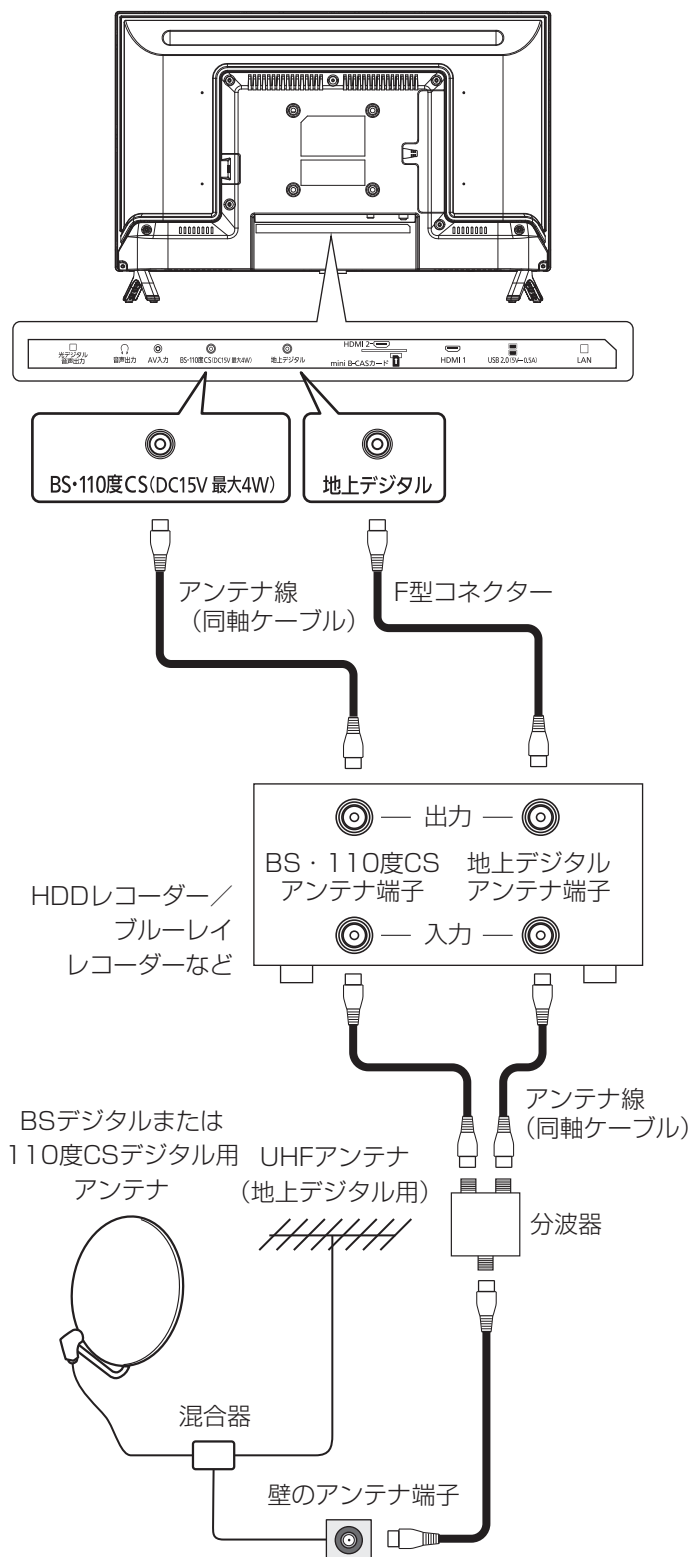 光デジタル
音声出力
音声出力
AV入力
BS・110度CS(DC15V 最大4W)
地上デジタル
HDMI 2
mini B-CASカード
HDMI 1
USB 2.0(5V⎓0.5A)
LAN
BS・110度CS(DC15V 最大4W)
地上デジタル
アンテナ線
(同軸ケーブル)
F型コネクター
出力
BS・110度CS
アンテナ端子
地上デジタル
アンテナ端子
入力
HDDレコーダー／
ブルーレイ
レコーダーなど
アンテナ線
(同軸ケーブル)
BSデジタルまたは
110度CSデジタル用
アンテナ
UHFアンテナ
(地上デジタル用)
分波器
混合器
壁のアンテナ端子